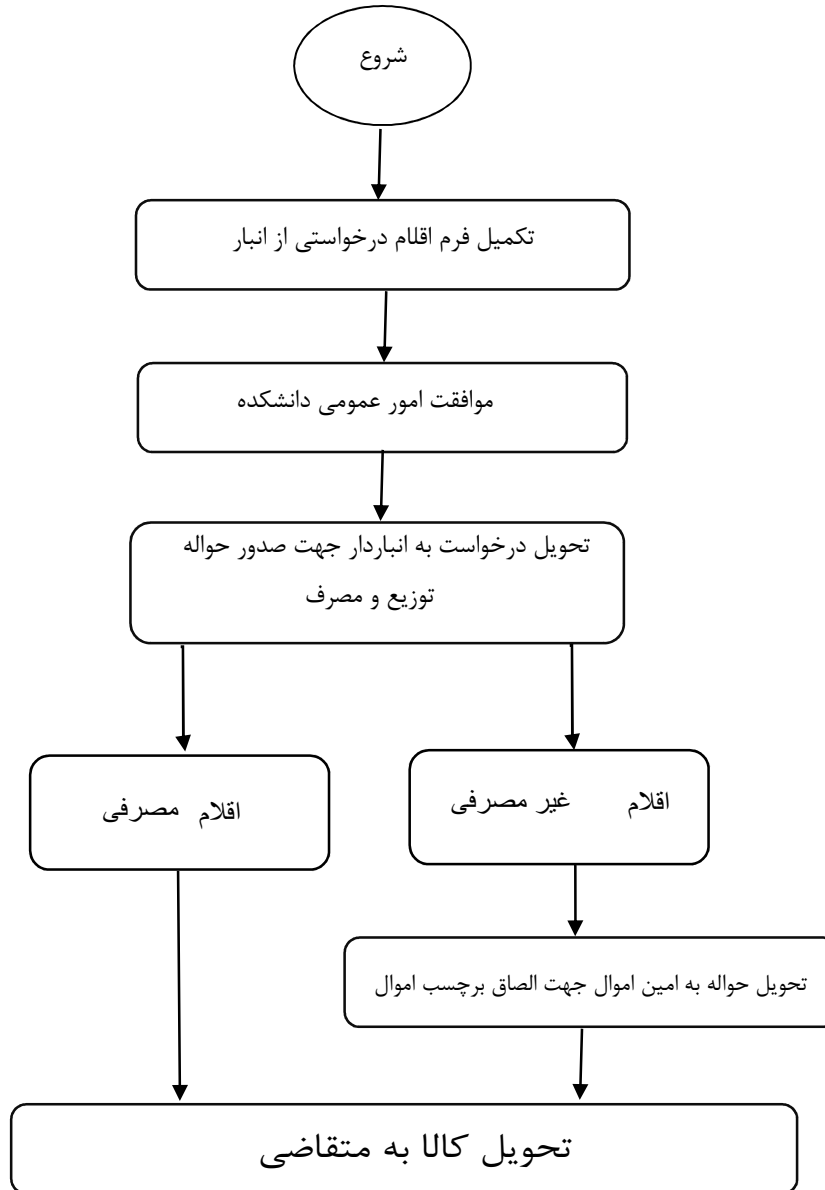 شروع
تکمیل فرم اقلام درخواستی از انبار
موافقت امور عمومی دانشکده
تحویل درخواست به انباردار جهت صدور حواله
توزیع و مصرف
اقلام غیر مصرفی
اقلام مصرفی
تحویل حواله به امین اموال جهت الصاق برچسب اموال
تحویل کالا به متقاضی